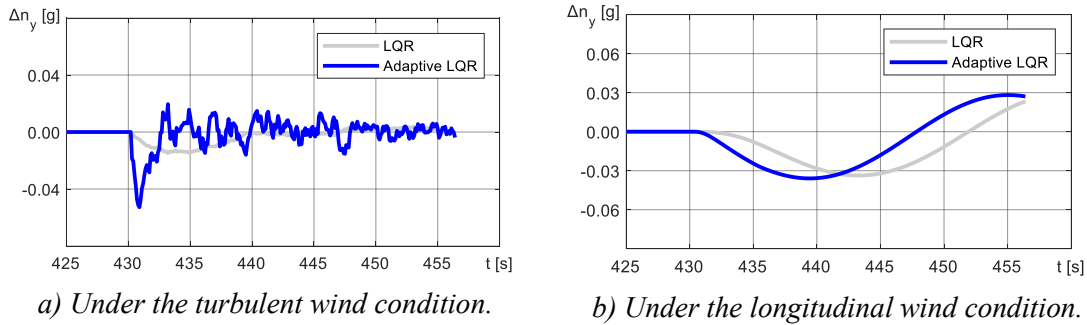 Δn_y [g]
LQR
Adaptive LQR
0.04
0.00
-0.04
425 430 435 440 445 450 455 t [s]
a) Under the turbulent wind condition.
Δn_y [g]
LQR
Adaptive LQR
0.06
0.03
0.00
-0.03
-0.06
425 430 435 440 445 450 455 t [s]
b) Under the longitudinal wind condition.